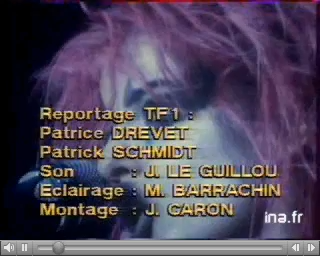 Reportage TF1 :
Patrice DREVET
Patrick SCHMIDT
Son : J. LE GUILLOU
Eclairage : M. BARRACHIN
Montage : J. CARON
ina.fr